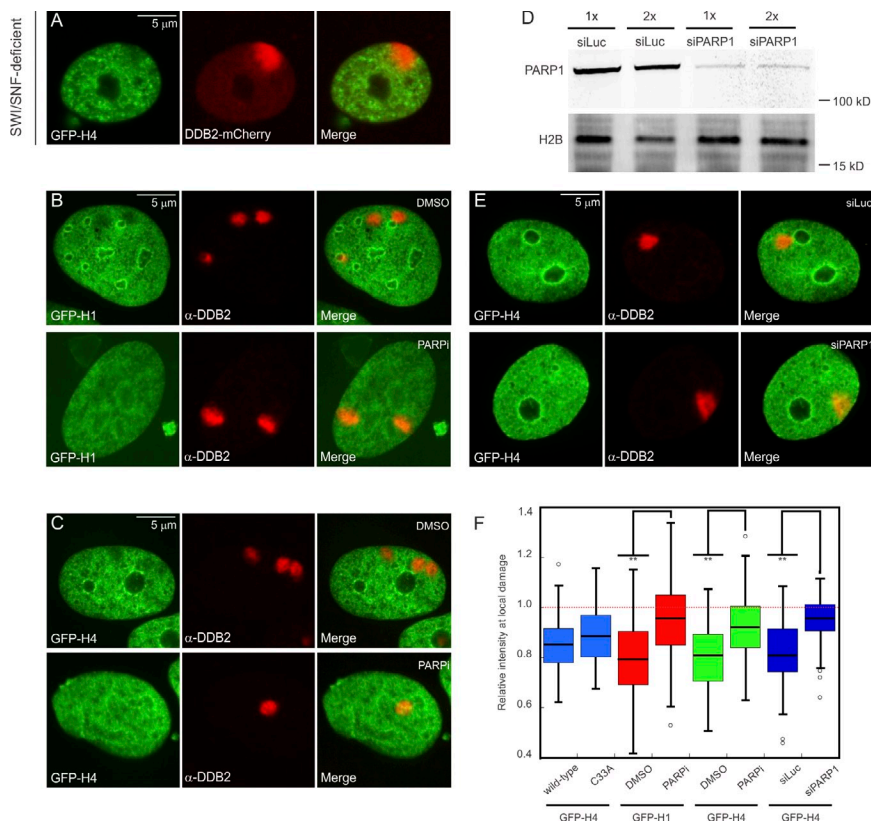 SWI/SNF-deficient
A
5 µm
GFP-H4
DDB2-mCherry
Merge
B
5 µm
DMSO
GFP-H1
α-DDB2
Merge
PARPi
GFP-H1
α-DDB2
Merge
C
5 µm
DMSO
GFP-H4
α-DDB2
Merge
PARPi
GFP-H4
α-DDB2
Merge
D
1x 2x 1x 2x
siLuc siLuc siPARP1 siPARP1
PARP1
100 kD
H2B
15 kD
E
5 µm
siLuc
GFP-H4
α-DDB2
Merge
siPARP1
GFP-H4
α-DDB2
Merge
F
Relative intensity at local damage
1.4
1.2
1.0
0.8
0.6
0.4
** ** **
wild-type C33A DMSO PARPi DMSO PARPi siLuc siPARP1
GFP-H4 GFP-H1 GFP-H4 GFP-H4